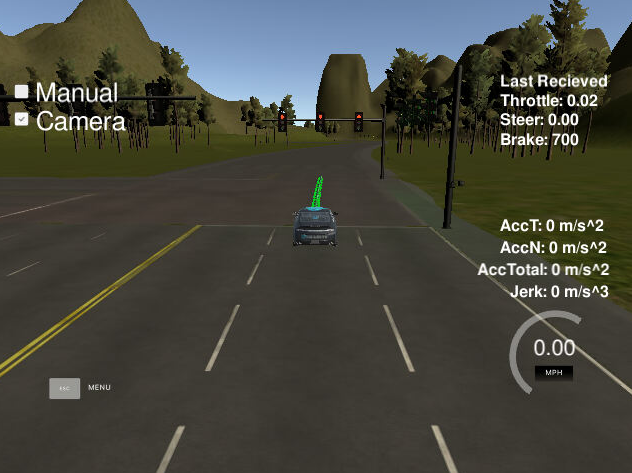 Manual
Camera
Last Recieved
Throttle: 0.02
Steer: 0.00
Brake: 700
AccT: 0 m/s^2
AccN: 0 m/s^2
AccTotal: 0 m/s^2
Jerk: 0 m/s^3
0.00
MPH
ESC
MENU